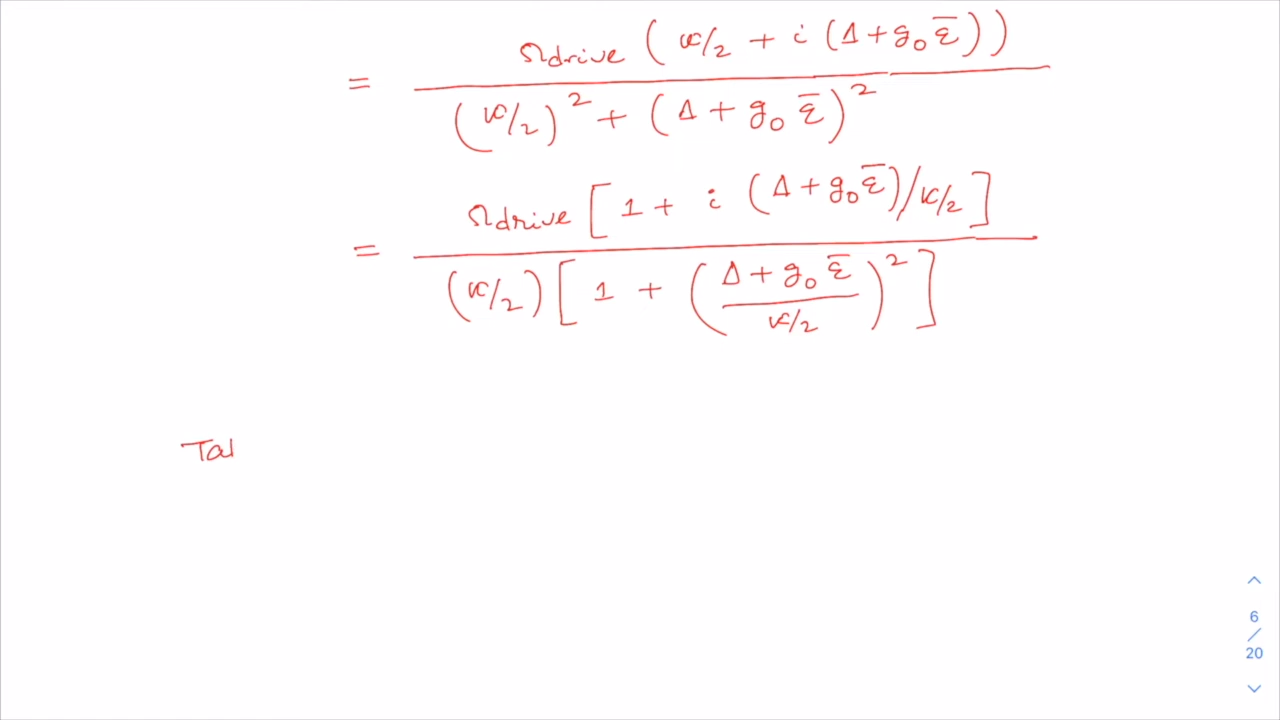 Ωdrive (κ/2 + i (Δ + g₀ ε̅))
= ――――――――――
(κ/2)² + (Δ + g₀ ε̅)²
Ωdrive [1 + i (Δ + g₀ ε̅)/κ/2]
= ――――――――――
(κ/2) [1 + ((Δ + g₀ ε̅)/(κ/2))²]
Tal
6
/
20